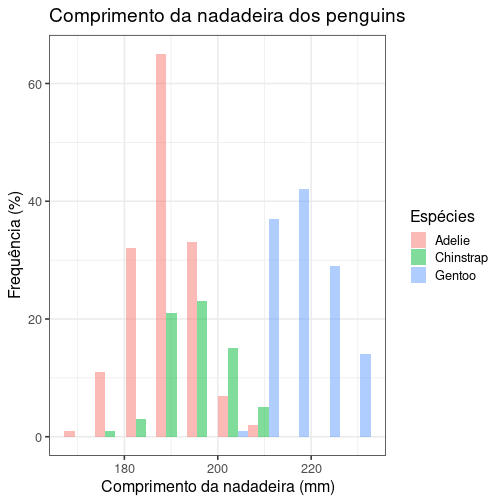 Comprimento da nadadeira dos penguins
60
40
20
0
Frequência (%)
180
200
220
Comprimento da nadadeira (mm)
Espécies
Adelie
Chinstrap
Gentoo